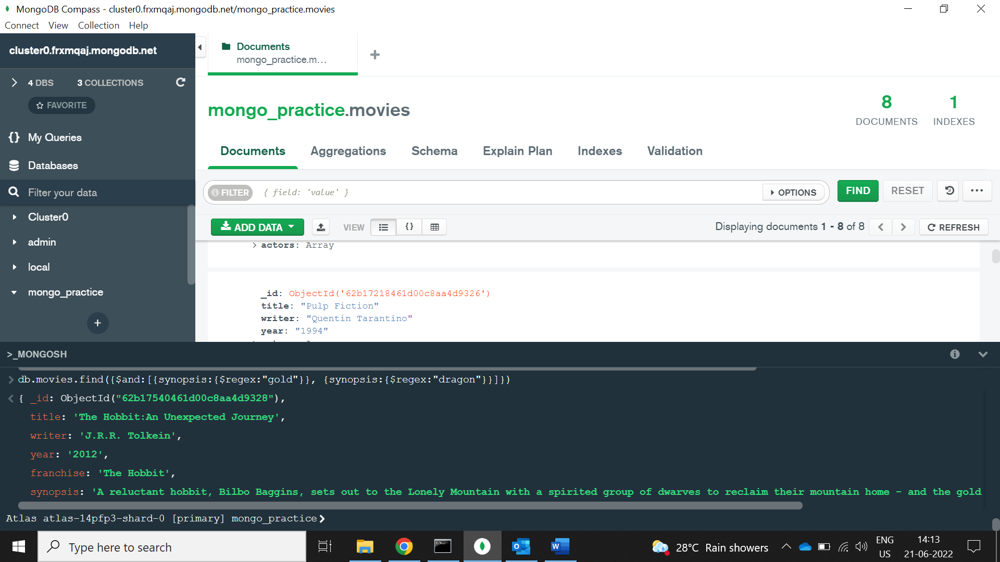 MongoDB Compass - cluster0.frxmqaj.mongodb.net/mongo_practice.movies
Connect View Collection Help
cluster0.frxmqaj.mongodb.net
4 DBS 3 COLLECTIONS
FAVORITE
{} My Queries
Databases
Filter your data
Cluster0
admin
local
mongo_practice
+
Documents
mongo_practice.m...
+
mongo_practice.movies
8 DOCUMENTS
1 INDEXES
Documents Aggregations Schema Explain Plan Indexes Validation
FILTER { field: 'value' } OPTIONS FIND RESET ...
ADD DATA VIEW {} Displaying documents 1 - 8 of 8 < > REFRESH
> actors: Array
_id: ObjectId('62b17218461d00c8aa4d9326')
title: "Pulp Fiction"
writer: "Quentin Tarantino"
year: "1994"
>_MONGOSH
> db.movies.find({$and:[{synopsis:{$regex:"gold"}}, {synopsis:{$regex:"dragon"}}]})
< { _id: ObjectId("62b17540461d00c8aa4d9328"),
title: 'The Hobbit:An Unexpected Journey',
writer: 'J.R.R. Tolkein',
year: '2012',
franchise: 'The Hobbit',
synopsis: 'A reluctant hobbit, Bilbo Baggins, sets out to the Lonely Mountain with a spirited group of dwarves to reclaim their mountain home - and the gold
Atlas atlas-14pfp3-shard-0 [primary] mongo_practice>
Type here to search
28°C Rain showers
ENG
US
14:13
21-06-2022